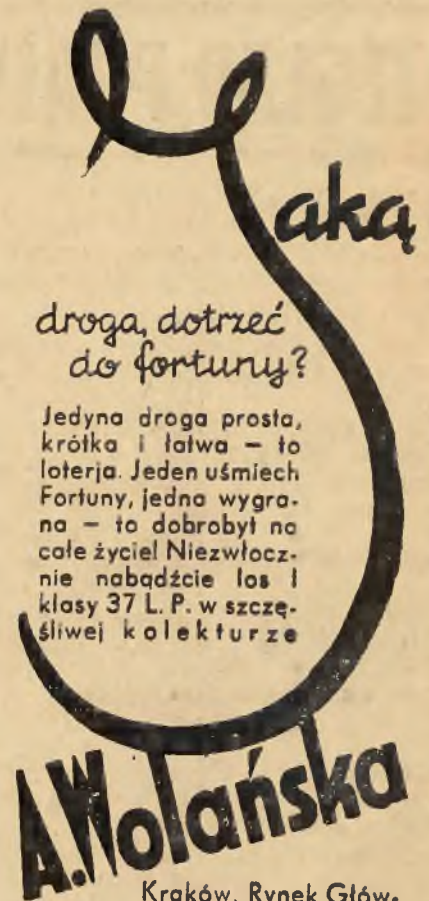 Jaką
drogą dotrzeć
do fortuny?
Jedyna droga prosta,
krótka i łatwa – to
loterja. Jeden uśmiech
Fortuny, jedna wygra-
na – to dobrobyt na
całe życie! Niezwłocz-
nie nabądźcie los I
klasy 37 L. P. w szczę-
śliwej kolekturze
A. Wolańska
Kraków, Rynek Głów-